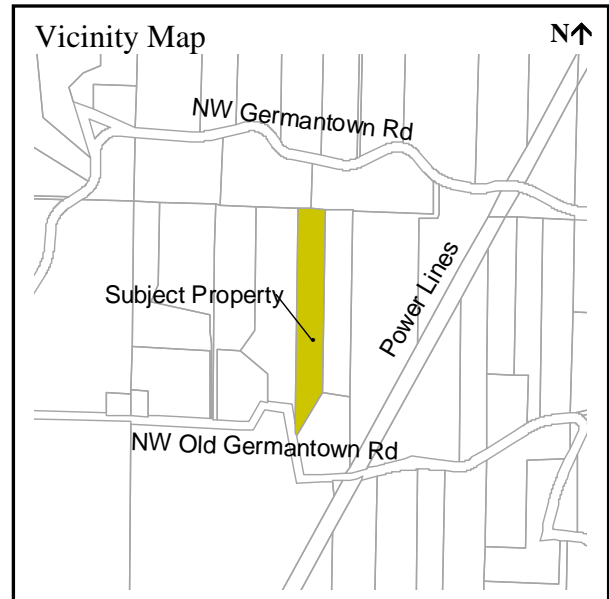 Vicinity Map
N↑
NW Germantown Rd
Subject Property
Power Lines
NW Old Germantown Rd